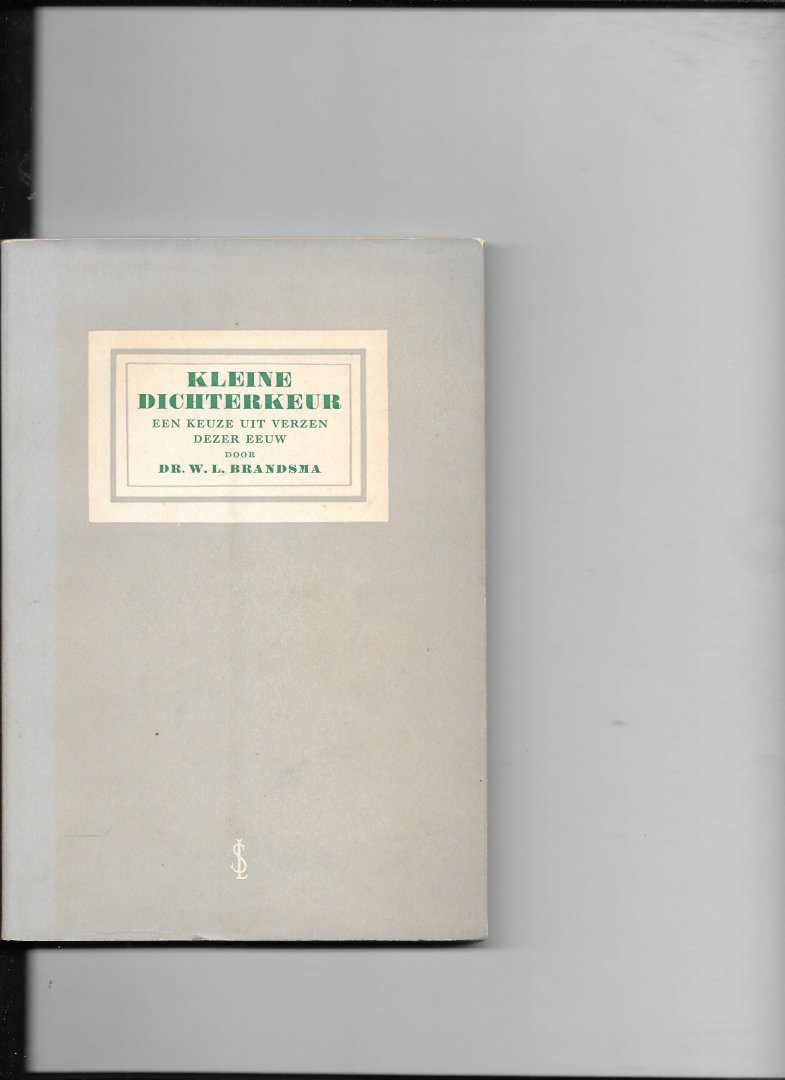 KLEINE
DICHTERKEUR
EEN KEUZE UIT VERZEN
DEZER EEUW
DOOR
DR. W. L. BRANDSMA